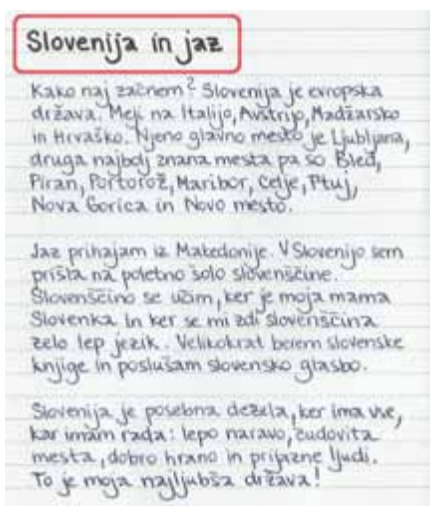 Slovenija in jaz
Kako naj začnem? Slovenija je evropska
država. Meji na Italijo, Avstrijo, Madžarsko
in Hrvaško. Njeno glavno mesto je Ljubljana,
druga najbolj znana mesta pa so Bled,
Piran, Portorož, Maribor, Celje, Ptuj,
Nova Gorica in Novo mesto.
Jaz prihajam iz Makedonije. V Slovenijo sem
prišla na poletno šolo slovenščine.
Slovenščino se učim, ker je moja mama
Slovenka in ker se mi zdi slovenščina
zelo lep jezik. Velikokrat berem slovenske
knjige in poslušam slovensko glasbo.
Slovenija je posebna dežela, ker ima vse,
kar imam rada: lepo naravo, čudovita
mesta, dobro hrano in prijazne ljudi.
To je moja najljubša država!